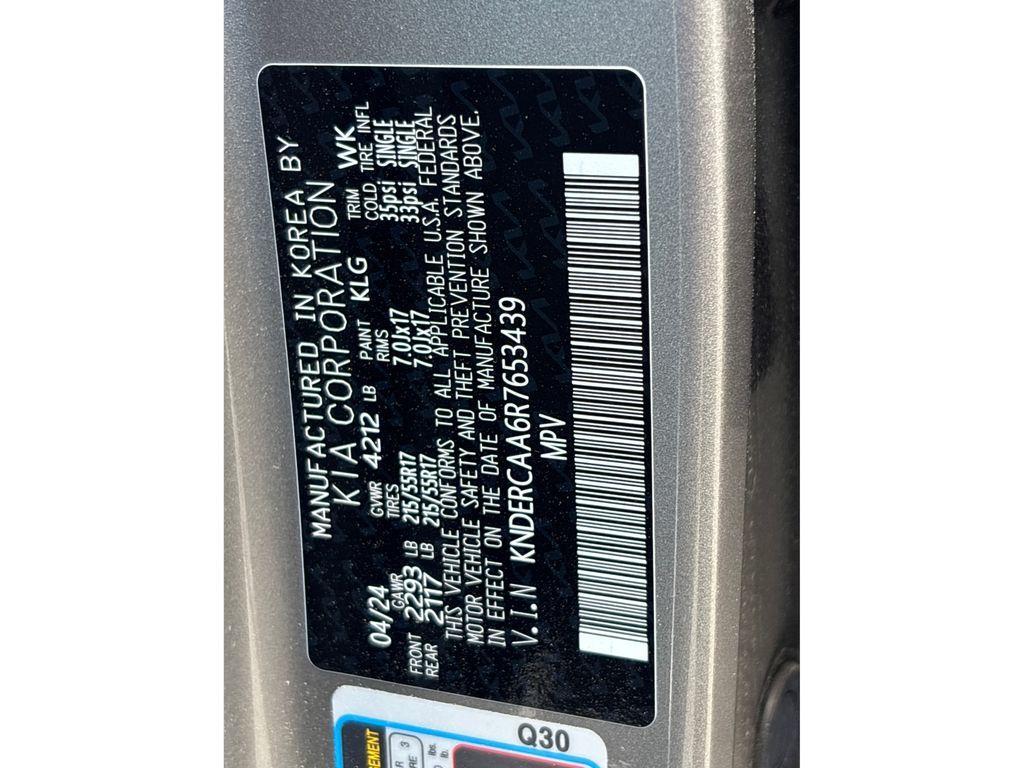 MANUFACTURED IN KOREA BY
KIA CORPORATION
04/24 GVWR 4212 LB PAINT KLG TRIM WK
GAWR TIRES RIMS COLD TIRE INFL
FRONT 2293 LB 215/55R17 7.0Jx17 35psi SINGLE
REAR 2117 LB 215/55R17 7.0Jx17 33psi SINGLE
THIS VEHICLE CONFORMS TO ALL APPLICABLE U.S.A. FEDERAL
MOTOR VEHICLE SAFETY AND THEFT PREVENTION STANDARDS
IN EFFECT ON THE DATE OF MANUFACTURE SHOWN ABOVE.
V.I.N KNDERCAA6R7653439
MPV
Q30
3
lbs.
lb.